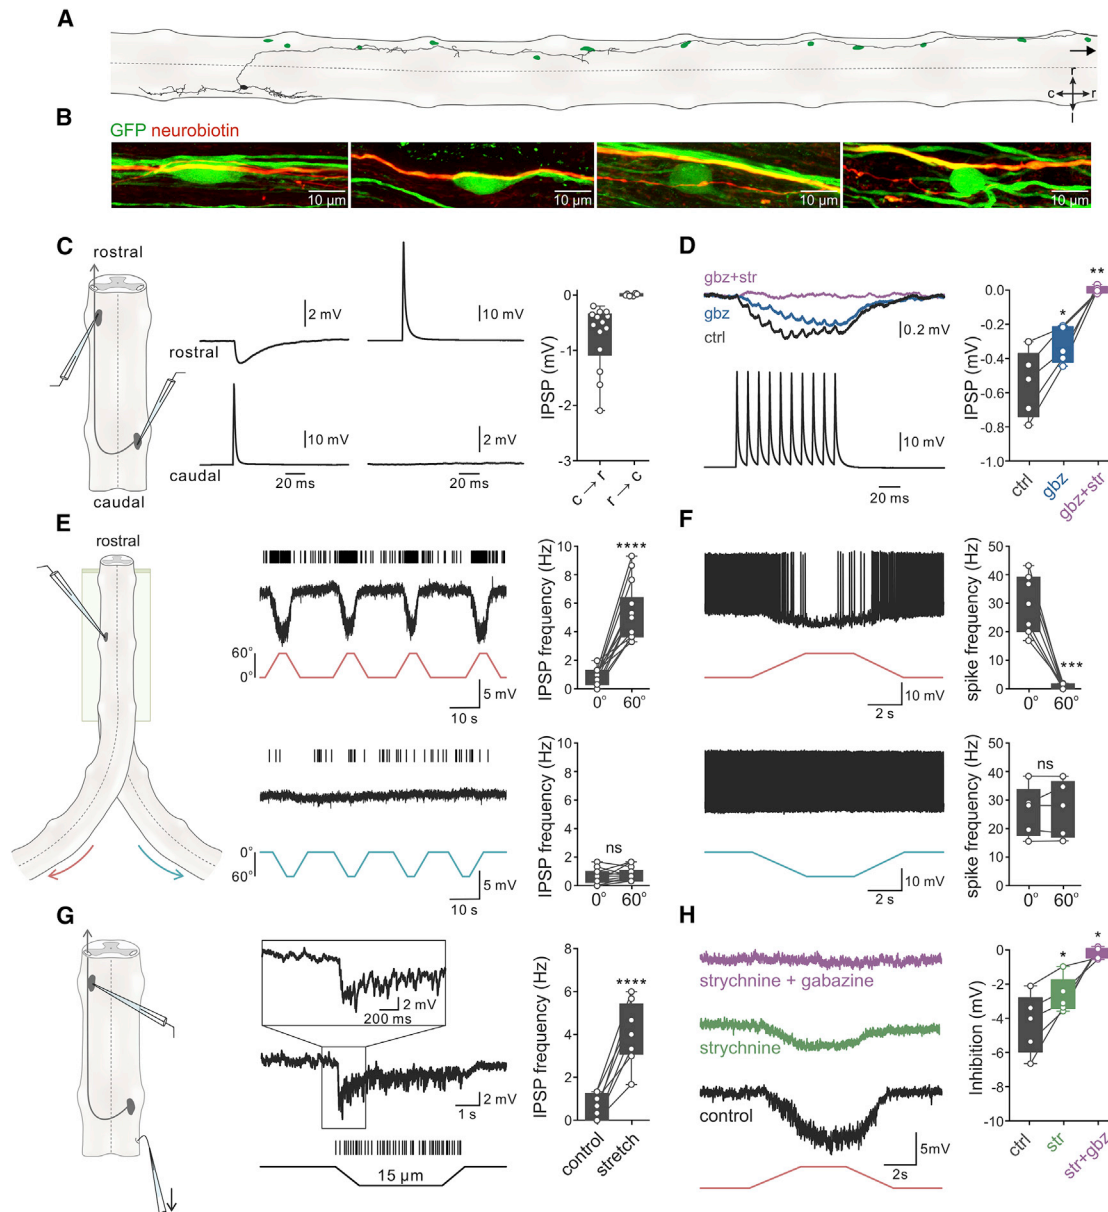 A
r
c
r
l
B
GFP neurobiotin
10 µm
10 µm
10 µm
10 µm
C
rostral
2 mV
10 mV
rostral
10 mV
2 mV
caudal
20 ms
20 ms
caudal
IPSP (mV)
0
-1
-2
-3
c → r
r → c
D
gbz+str
gbz
ctrl
0.2 mV
10 mV
20 ms
IPSP (mV)
0.0
-0.2
-0.4
-0.6
-0.8
-1.0
*
**
ctrl
gbz
gbz+str
E
rostral
60°
0°
5 mV
10 s
IPSP frequency (Hz)
10
8
6
4
2
0
****
0° 60°
0°
60°
5 mV
10 s
IPSP frequency (Hz)
10
8
6
4
2
0
ns
0° 60°
F
10 mV
2 s
spike frequency (Hz)
50
40
30
20
10
0
***
0° 60°
10 mV
2 s
spike frequency (Hz)
50
40
30
20
10
0
ns
0° 60°
G
2 mV
200 ms
2 mV
1 s
15 µm
IPSP frequency (Hz)
8
6
4
2
0
****
control
stretch
H
strychnine + gabazine
strychnine
control
5mV
2s
Inhibition (mV)
0
-2
-4
-6
-8
-10
*
*
ctrl
str
str+gbz